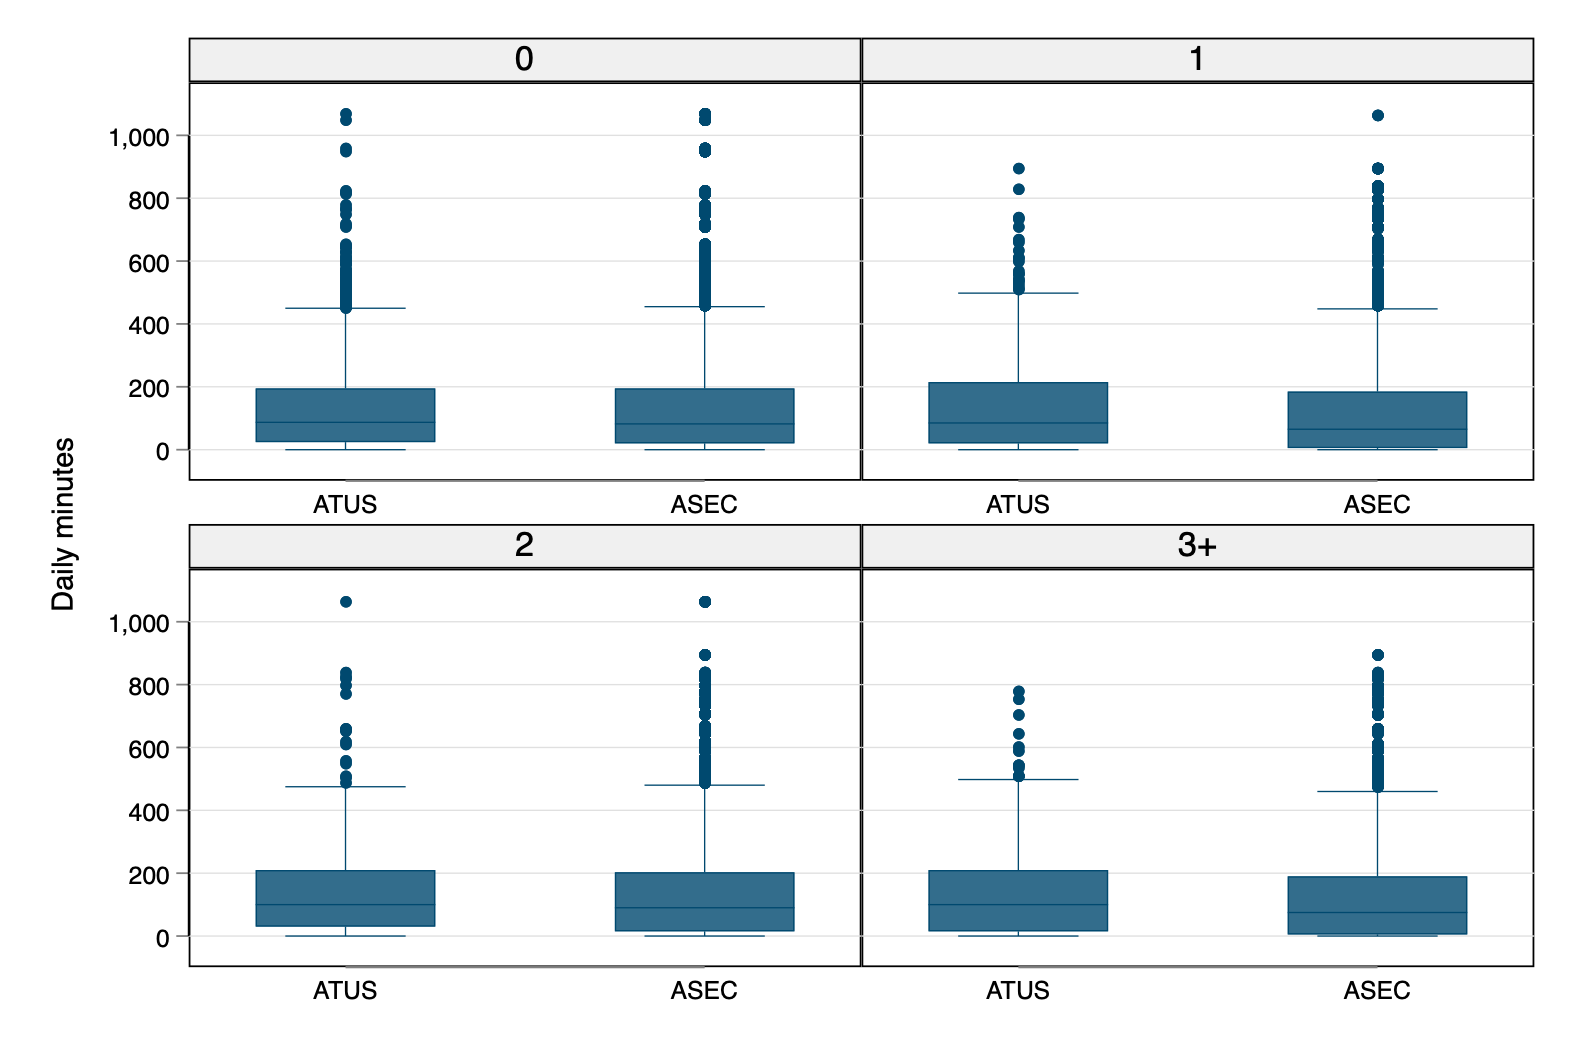 0
1
1,000
800
600
400
200
0
ATUS
ASEC
ATUS
ASEC
Daily minutes
2
3+
1,000
800
600
400
200
0
ATUS
ASEC
ATUS
ASEC